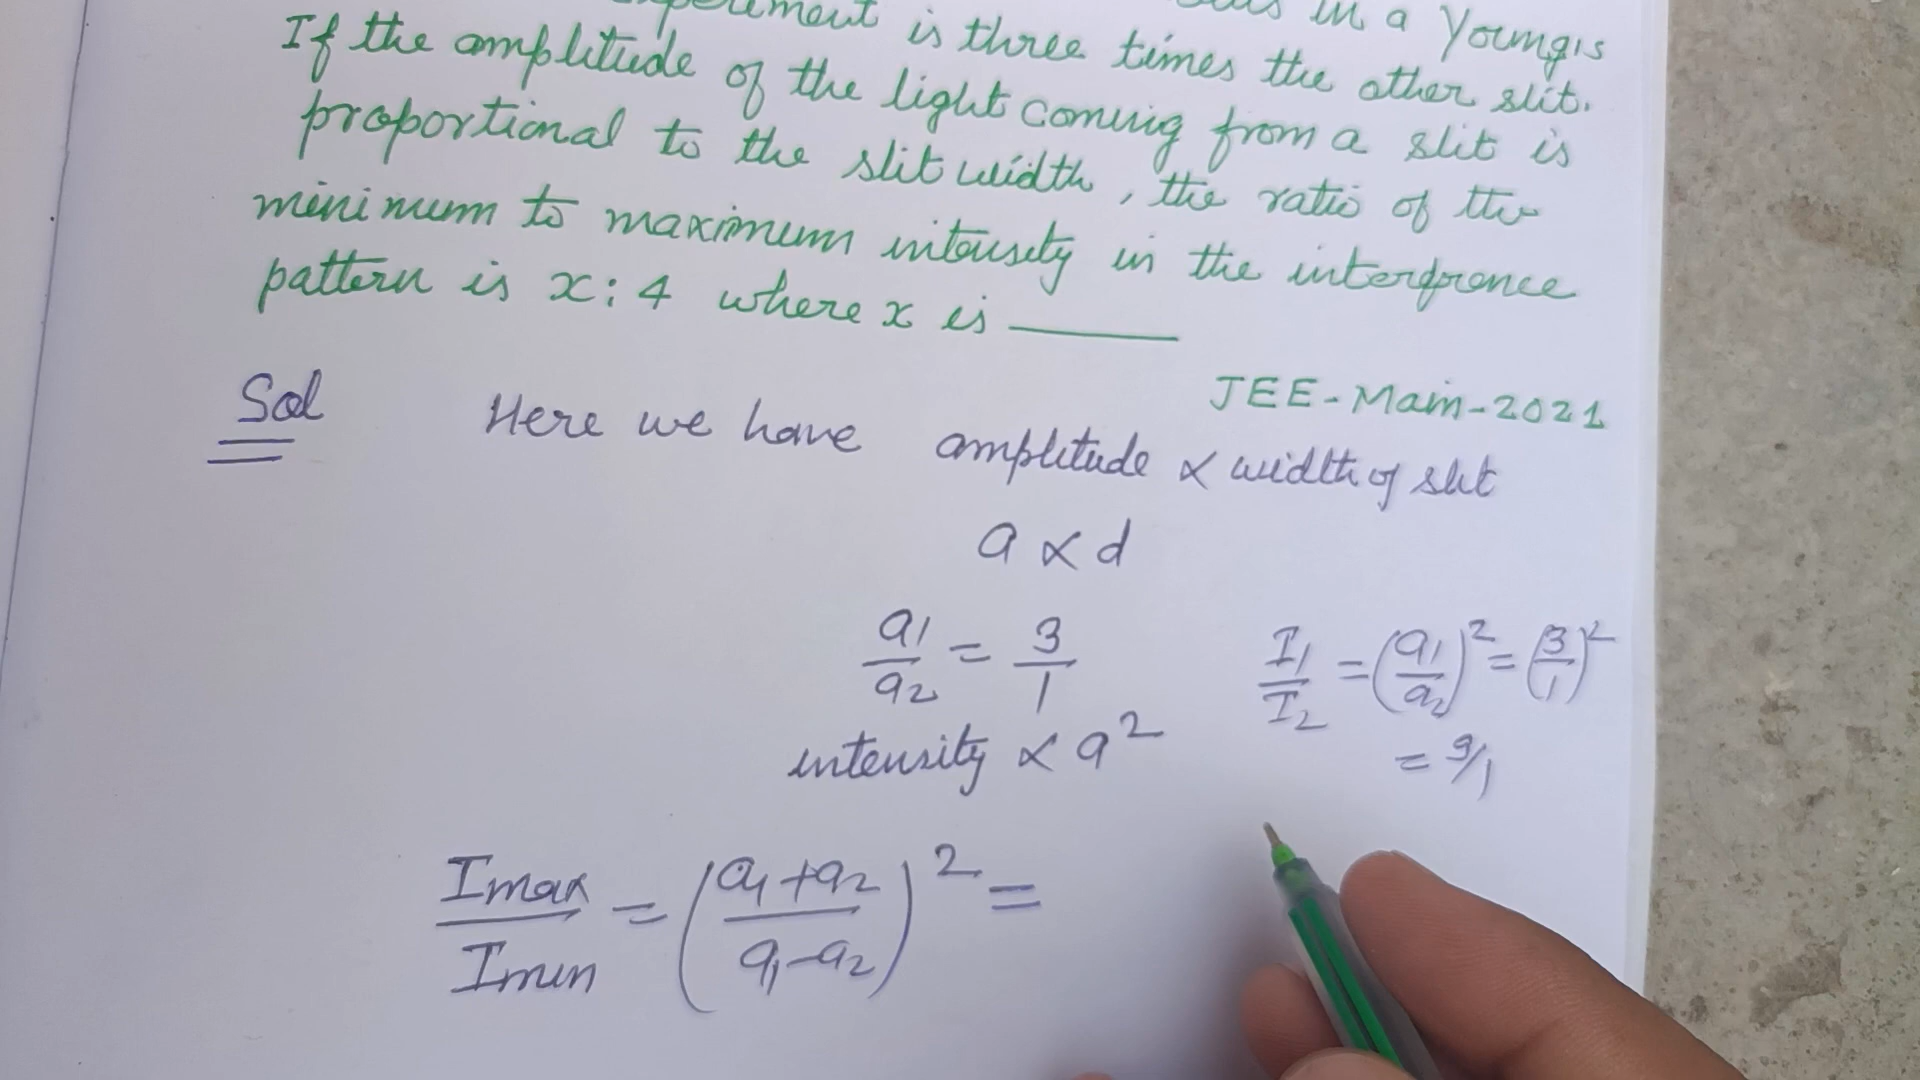 in a Young's
is three times the other slit.
If the amplitude of the light coming from a slit is
proportional to the slit width, the ratio of the
minimum to maximum intensity in the interfrence
pattern is x : 4 where x is ______
JEE-Main-2021
Sol Here we have amplitude ∝ width of slit
a ∝ d
a1/a2 = 3/1
I1/I2 = (a1/a2)² = (3/1)²
= 9/1
intensity ∝ a²
Imax/Imin = (a1+a2/a1-a2)² =